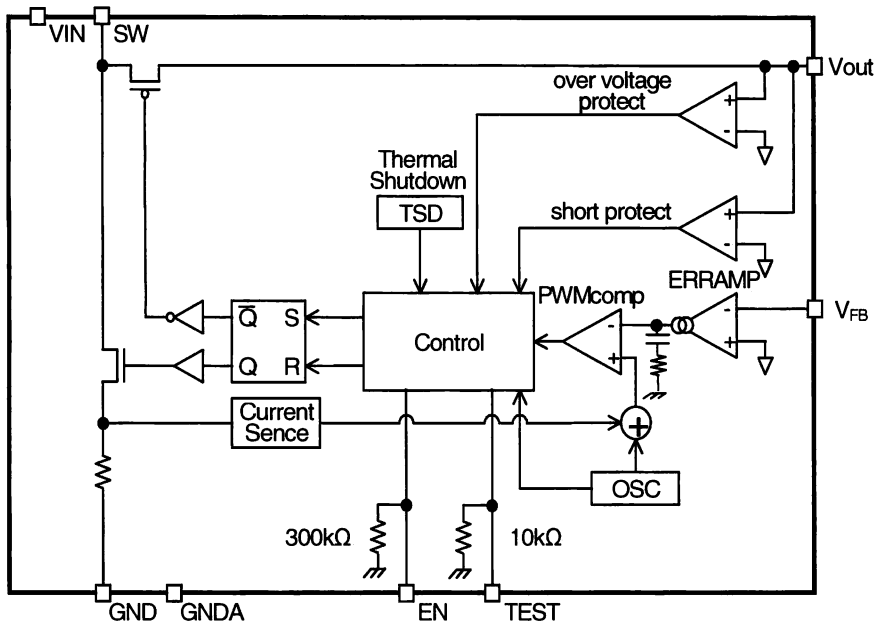 VIN
SW
Vout
over voltage
protect
+
-
Thermal
Shutdown
TSD
short protect
+
-
ERRAMP
PWMcomp
VFB
Q̅ S
Q R
Control
-
+
-
+
Current
Sence
+
OSC
300kΩ
10kΩ
GND
GNDA
EN
TEST